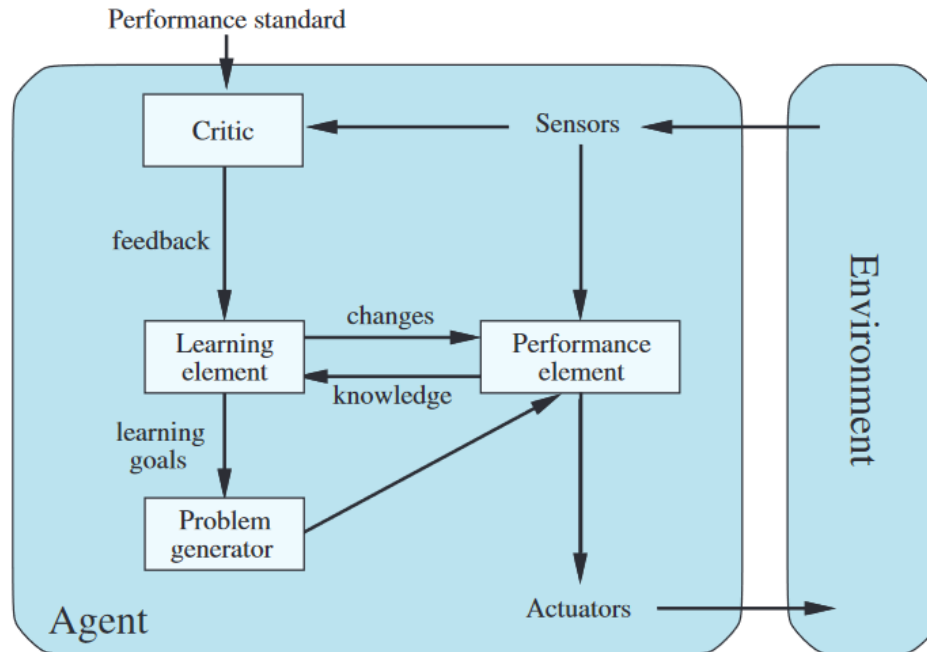 Performance standard
Critic
Sensors
feedback
changes
Learning
element
Performance
element
knowledge
learning
goals
Problem
generator
Actuators
Agent
Environment